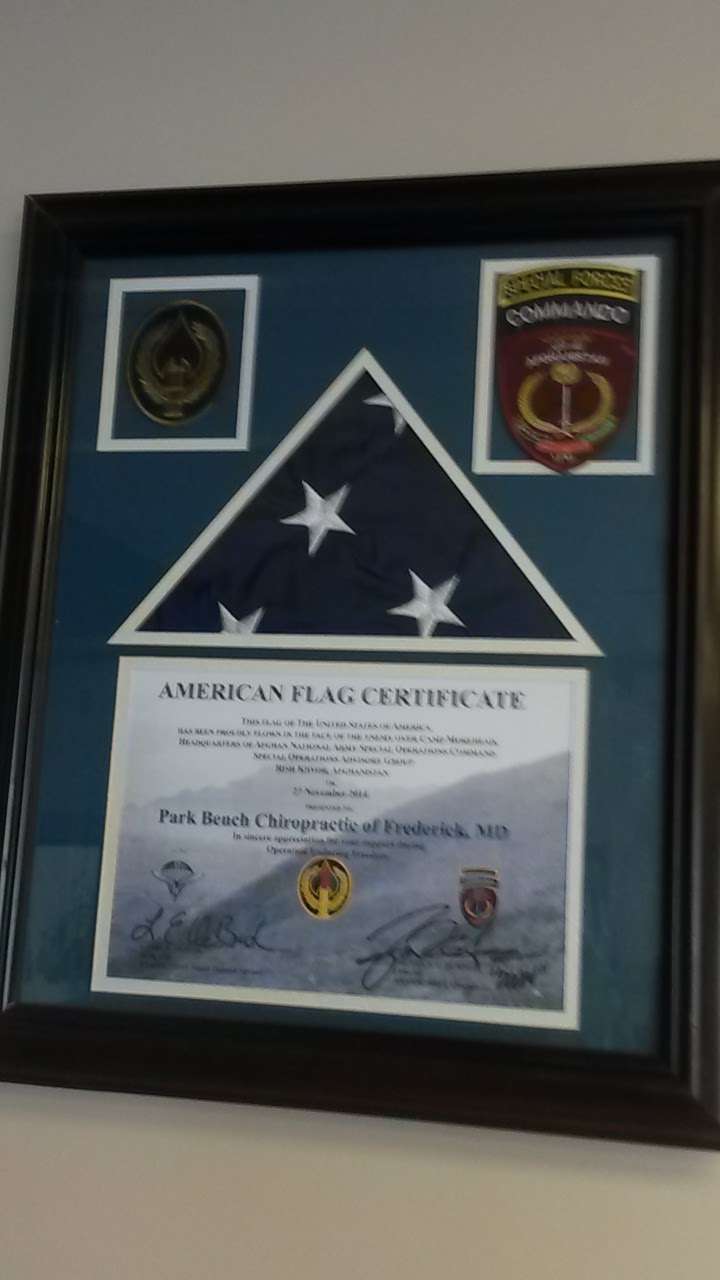 SPECIAL FORCES
COMMANDO
AFGHANISTAN
AMERICAN FLAG CERTIFICATE
THIS FLAG OF THE UNITED STATES OF AMERICA
HAS BEEN PROUDLY FLOWN IN THE FACE OF THE ENEMY, OVER CAMP MOREHEAD,
HEADQUARTERS OF AFGHAN NATIONAL ARMY SPECIAL OPERATIONS COMMAND,
SPECIAL OPERATIONS ADVISORY GROUP
RISH KHVOR, AFGHANISTAN
ON
27 November 2014
PRESENTED TO
Park Bench Chiropractic of Frederick, MD
In sincere appreciation for your support during
Operation Enduring Freedom